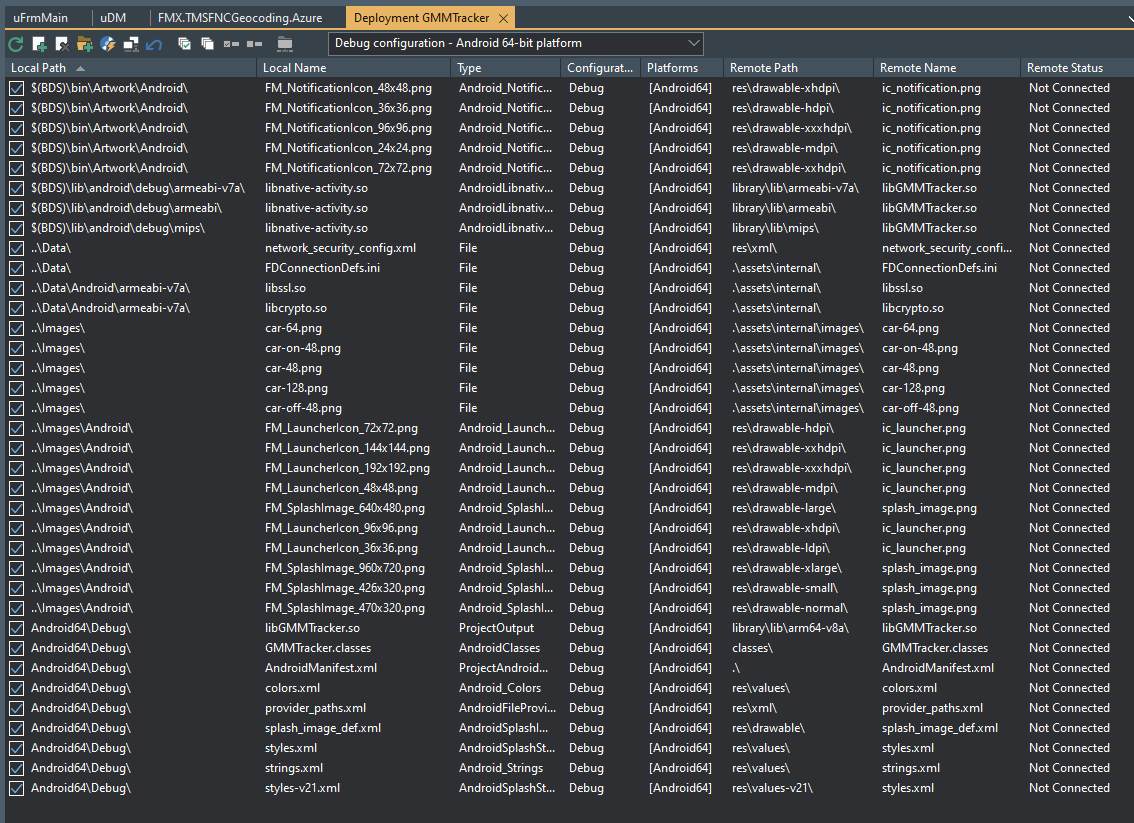 uFrmMain uDM FMX.TMSFNCGeocoding.Azure Deployment GMMTracker
Debug configuration - Android 64-bit platform
Local Path Local Name Type Configurat... Platforms Remote Path Remote Name Remote Status
$(BDS)\bin\Artwork\Android\ FM_NotificationIcon_48x48.png Android_Notific... Debug [Android64] res\drawable-xhdpi\ ic_notification.png Not Connected
$(BDS)\bin\Artwork\Android\ FM_NotificationIcon_36x36.png Android_Notific... Debug [Android64] res\drawable-hdpi\ ic_notification.png Not Connected
$(BDS)\bin\Artwork\Android\ FM_NotificationIcon_96x96.png Android_Notific... Debug [Android64] res\drawable-xxxhdpi\ ic_notification.png Not Connected
$(BDS)\bin\Artwork\Android\ FM_NotificationIcon_24x24.png Android_Notific... Debug [Android64] res\drawable-mdpi\ ic_notification.png Not Connected
$(BDS)\bin\Artwork\Android\ FM_NotificationIcon_72x72.png Android_Notific... Debug [Android64] res\drawable-xxhdpi\ ic_notification.png Not Connected
$(BDS)\lib\android\debug\armeabi-v7a\ libnative-activity.so AndroidLibnativ... Debug [Android64] library\lib\armeabi-v7a\ libGMMTracker.so Not Connected
$(BDS)\lib\android\debug\armeabi\ libnative-activity.so AndroidLibnativ... Debug [Android64] library\lib\armeabi\ libGMMTracker.so Not Connected
$(BDS)\lib\android\debug\mips\ libnative-activity.so AndroidLibnativ... Debug [Android64] library\lib\mips\ libGMMTracker.so Not Connected
..\Data\ network_security_config.xml File Debug [Android64] res\xml\ network_security_confi... Not Connected
..\Data\ FDConnectionDefs.ini File Debug [Android64] .\assets\internal\ FDConnectionDefs.ini Not Connected
..\Data\Android\armeabi-v7a\ libssl.so File Debug [Android64] .\assets\internal\ libssl.so Not Connected
..\Data\Android\armeabi-v7a\ libcrypto.so File Debug [Android64] .\assets\internal\ libcrypto.so Not Connected
..\Images\ car-64.png File Debug [Android64] .\assets\internal\images\ car-64.png Not Connected
..\Images\ car-on-48.png File Debug [Android64] .\assets\internal\images\ car-on-48.png Not Connected
..\Images\ car-48.png File Debug [Android64] .\assets\internal\images\ car-48.png Not Connected
..\Images\ car-128.png File Debug [Android64] .\assets\internal\images\ car-128.png Not Connected
..\Images\ car-off-48.png File Debug [Android64] .\assets\internal\images\ car-off-48.png Not Connected
..\Images\Android\ FM_LauncherIcon_72x72.png Android_Launch... Debug [Android64] res\drawable-hdpi\ ic_launcher.png Not Connected
..\Images\Android\ FM_LauncherIcon_144x144.png Android_Launch... Debug [Android64] res\drawable-xxhdpi\ ic_launcher.png Not Connected
..\Images\Android\ FM_LauncherIcon_192x192.png Android_Launch... Debug [Android64] res\drawable-xxxhdpi\ ic_launcher.png Not Connected
..\Images\Android\ FM_LauncherIcon_48x48.png Android_Launch... Debug [Android64] res\drawable-mdpi\ ic_launcher.png Not Connected
..\Images\Android\ FM_SplashImage_640x480.png Android_SplashI... Debug [Android64] res\drawable-large\ splash_image.png Not Connected
..\Images\Android\ FM_LauncherIcon_96x96.png Android_Launch... Debug [Android64] res\drawable-xhdpi\ ic_launcher.png Not Connected
..\Images\Android\ FM_LauncherIcon_36x36.png Android_Launch... Debug [Android64] res\drawable-ldpi\ ic_launcher.png Not Connected
..\Images\Android\ FM_SplashImage_960x720.png Android_SplashI... Debug [Android64] res\drawable-xlarge\ splash_image.png Not Connected
..\Images\Android\ FM_SplashImage_426x320.png Android_SplashI... Debug [Android64] res\drawable-small\ splash_image.png Not Connected
..\Images\Android\ FM_SplashImage_470x320.png Android_SplashI... Debug [Android64] res\drawable-normal\ splash_image.png Not Connected
Android64\Debug\ libGMMTracker.so ProjectOutput Debug [Android64] library\lib\arm64-v8a\ libGMMTracker.so Not Connected
Android64\Debug\ GMMTracker.classes AndroidClasses Debug [Android64] classes\ GMMTracker.classes Not Connected
Android64\Debug\ AndroidManifest.xml ProjectAndroid... Debug [Android64] .\ AndroidManifest.xml Not Connected
Android64\Debug\ colors.xml Android_Colors Debug [Android64] res\values\ colors.xml Not Connected
Android64\Debug\ provider_paths.xml AndroidFileProvi... Debug [Android64] res\xml\ provider_paths.xml Not Connected
Android64\Debug\ splash_image_def.xml AndroidSplashI... Debug [Android64] res\drawable\ splash_image_def.xml Not Connected
Android64\Debug\ styles.xml AndroidSplashSt... Debug [Android64] res\values\ styles.xml Not Connected
Android64\Debug\ strings.xml Android_Strings Debug [Android64] res\values\ strings.xml Not Connected
Android64\Debug\ styles-v21.xml AndroidSplashSt... Debug [Android64] res\values-v21\ styles.xml Not Connected